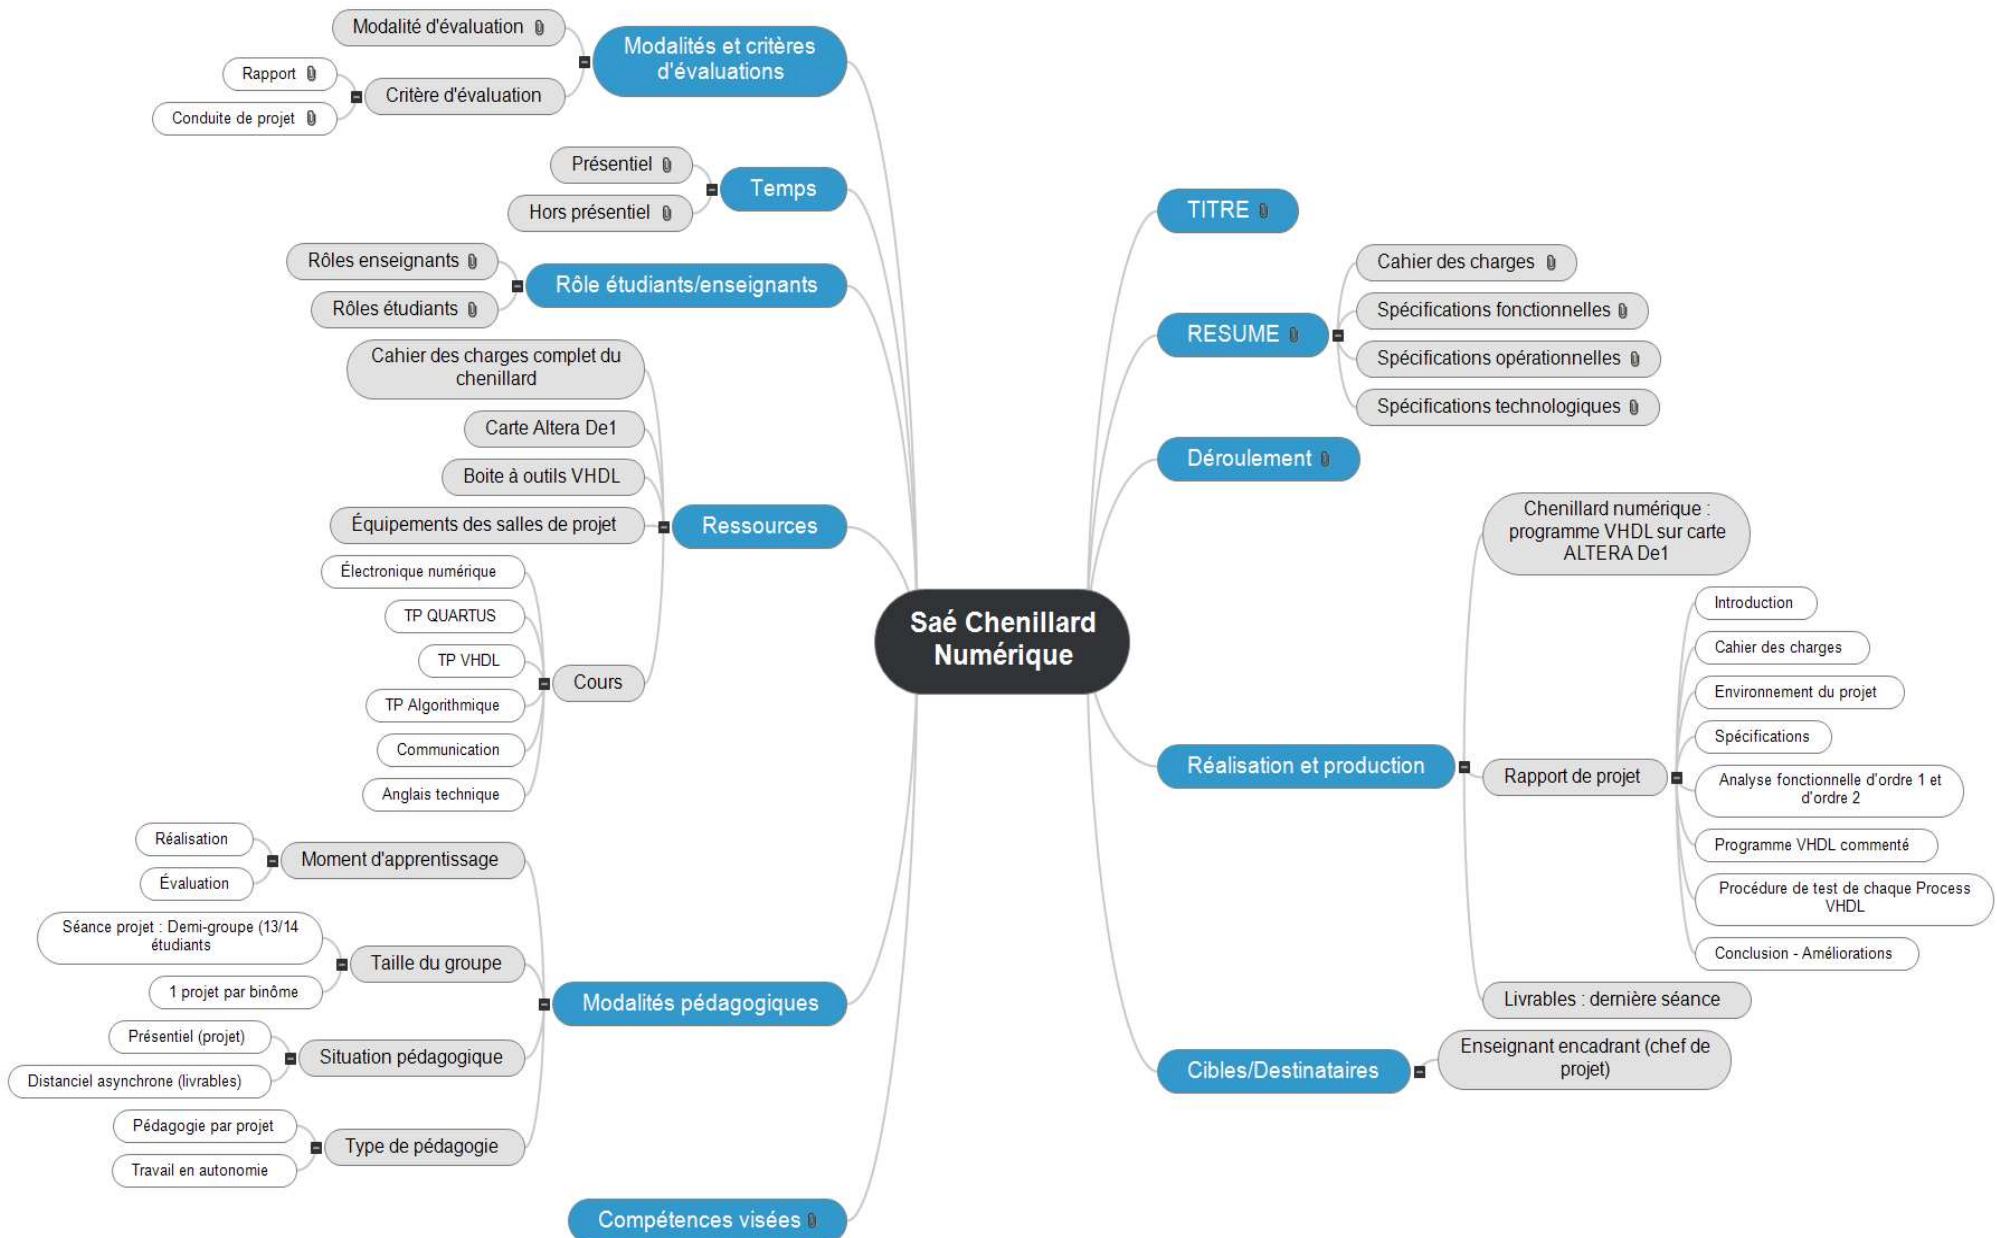 Saé Chenillard
Numérique
Modalités et critères
d'évaluations
Modalité d'évaluation
Critère d'évaluation
Rapport
Conduite de projet
Temps
Présentiel
Hors présentiel
Rôle étudiants/enseignants
Rôles enseignants
Rôles étudiants
Ressources
Cahier des charges complet du
chenillard
Carte Altera De1
Boite à outils VHDL
Équipements des salles de projet
Cours
Électronique numérique
TP QUARTUS
TP VHDL
TP Algorithmique
Communication
Anglais technique
Modalités pédagogiques
Moment d'apprentissage
Réalisation
Évaluation
Taille du groupe
Séance projet : Demi-groupe (13/14
étudiants
1 projet par binôme
Situation pédagogique
Présentiel (projet)
Distanciel asynchrone (livrables)
Type de pédagogie
Pédagogie par projet
Travail en autonomie
Compétences visées
TITRE
RESUME
Cahier des charges
Spécifications fonctionnelles
Spécifications opérationnelles
Spécifications technologiques
Déroulement
Réalisation et production
Chenillard numérique :
programme VHDL sur carte
ALTERA De1
Rapport de projet
Introduction
Cahier des charges
Environnement du projet
Spécifications
Analyse fonctionnelle d'ordre 1 et
d'ordre 2
Programme VHDL commenté
Procédure de test de chaque Process
VHDL
Conclusion - Améliorations
Livrables : dernière séance
Cibles/Destinataires
Enseignant encadrant (chef de
projet)